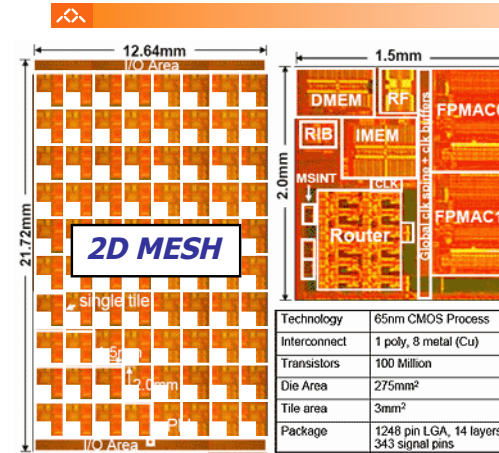 12.64mm
I/O Area
21.72mm
2D MESH
single tile
1.5mm
2.0mm
I/O Area
1.5mm
2.0mm
DMEM
RF
RIB
IMEM
MSINT
CLK
Router
Global clk spine + clk buffers
FPMAC0
FPMAC1
Technology 65nm CMOS Process
Interconnect 1 poly, 8 metal (Cu)
Transistors 100 Million
Die Area 275mm²
Tile area 3mm²
Package 1248 pin LGA, 14 layers
343 signal pins